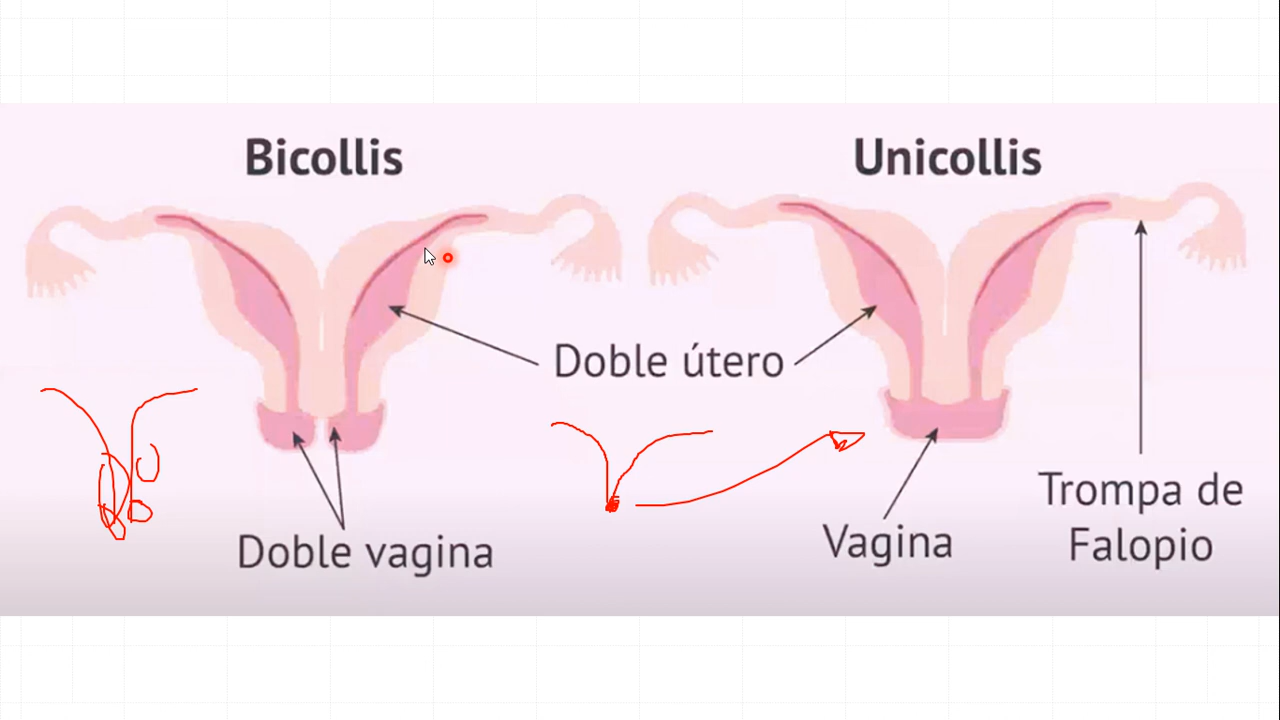 Bicollis
Unicollis
Doble útero
Doble vagina
Vagina
Trompa de
Falopio